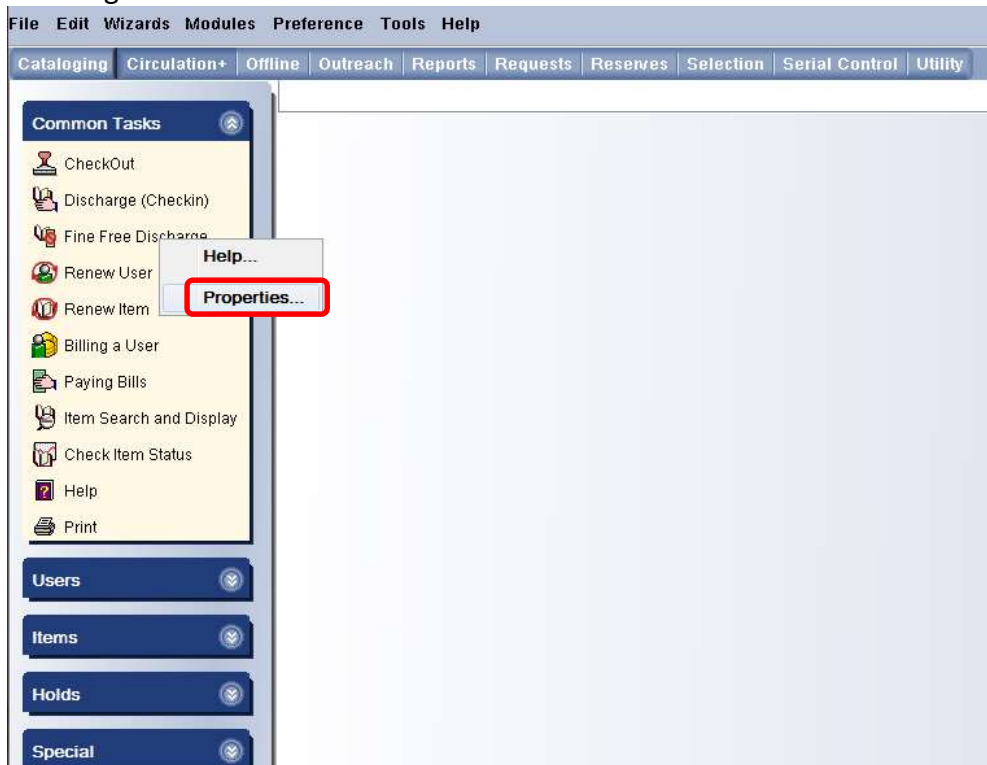 File Edit Wizards Modules Preference Tools Help
Cataloging Circulation+ Offline Outreach Reports Requests Reserves Selection Serial Control Utility
Common Tasks
CheckOut
Discharge (Checkin)
Fine Free Discharge
Help...
Renew User
Properties...
Renew Item
Billing a User
Paying Bills
Item Search and Display
Check Item Status
Help
Print
Users
Items
Holds
Special